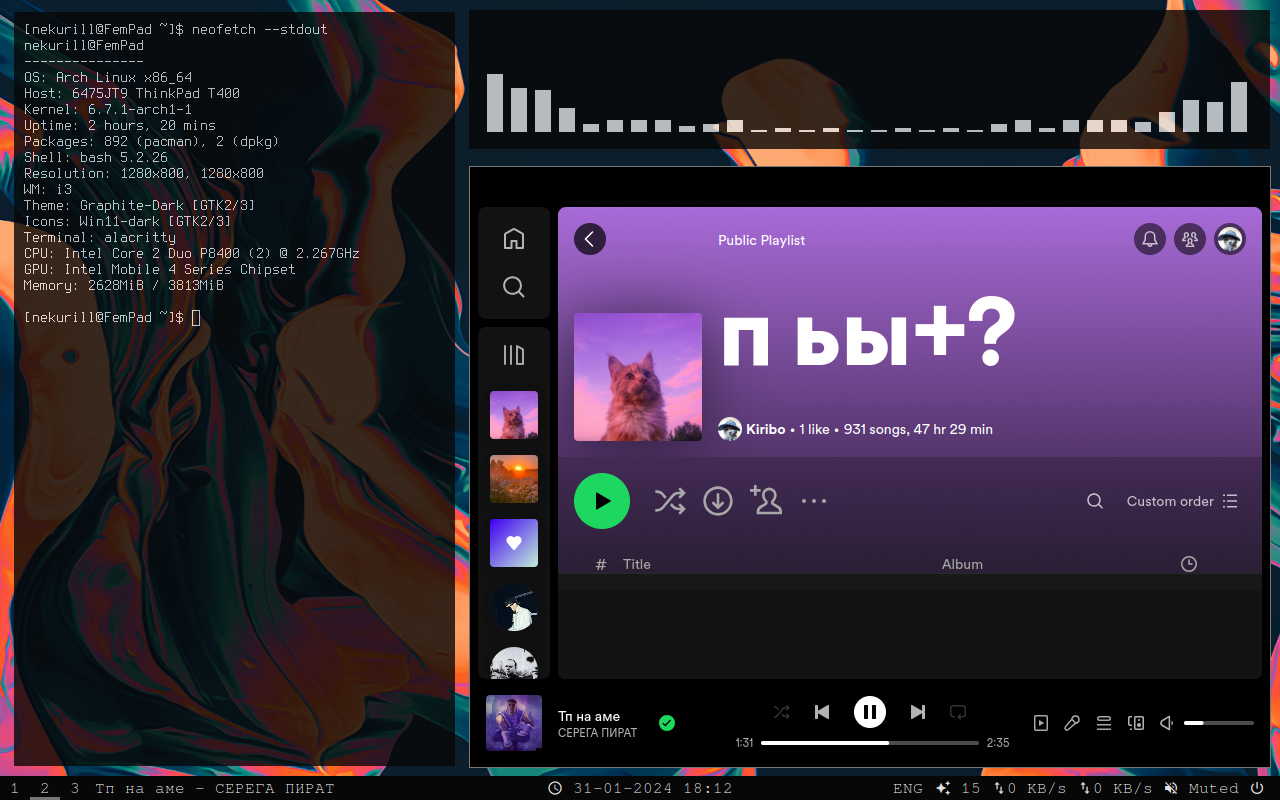 [nekurill@FemPad ~]$ neofetch --stdout
nekurill@FemPad
---------------
OS: Arch Linux x86_64
Host: 6475JT9 ThinkPad T400
Kernel: 6.7.1-arch1-1
Uptime: 2 hours, 20 mins
Packages: 892 (pacman), 2 (dpkg)
Shell: bash 5.2.26
Resolution: 1280x800, 1280x800
WM: i3
Theme: Graphite-Dark [GTK2/3]
Icons: Win11-dark [GTK2/3]
Terminal: alacritty
CPU: Intel Core 2 Duo P8400 (2) @ 2.267GHz
GPU: Intel Mobile 4 Series Chipset
Memory: 2628MiB / 3813MiB
[nekurill@FemPad ~]$
Public Playlist
п ьы+?
Kiribo • 1 like • 931 songs, 47 hr 29 min
Custom order
# Title Album
Тп на аме
СЕРЕГА ПИРАТ
1:31 2:35
1 2 3 Тп на аме - СЕРЕГА ПИРАТ 31-01-2024 18:12 ENG 15 0 KB/s 0 KB/s Muted